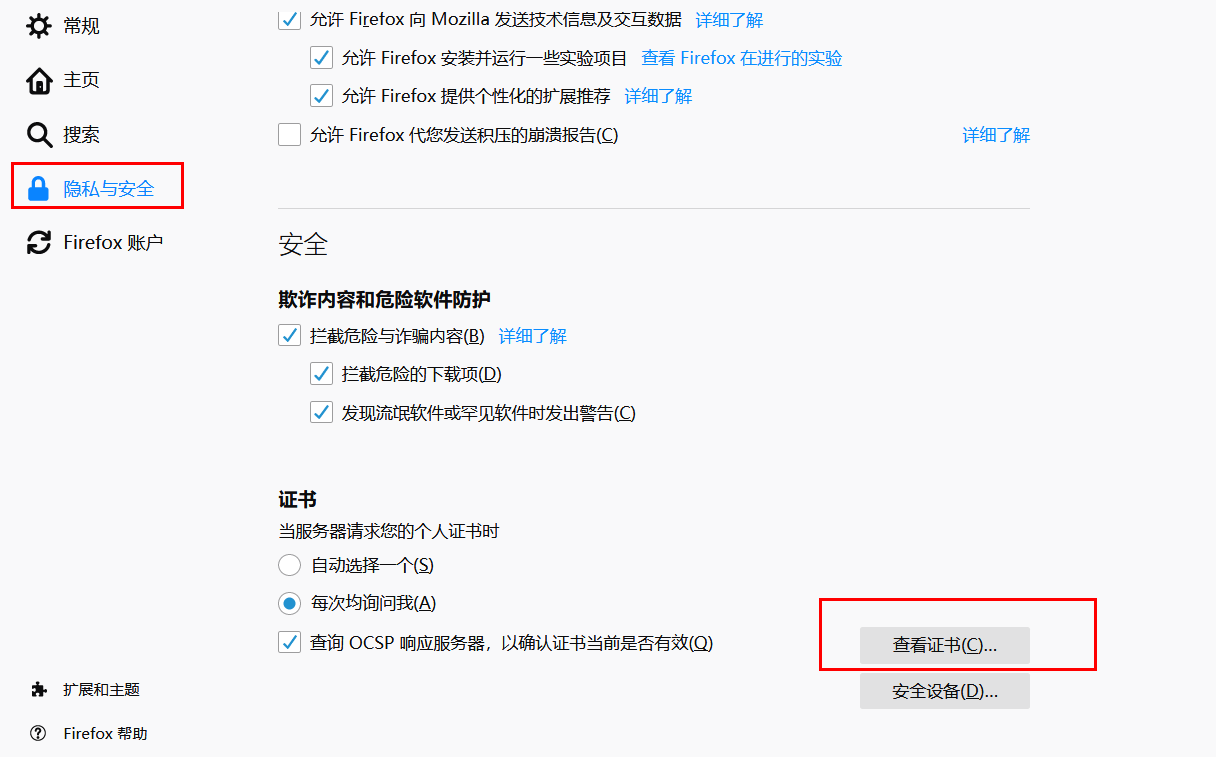 常规
主页
搜索
隐私与安全
Firefox 账户
扩展和主题
Firefox 帮助
允许 Firefox 向 Mozilla 发送技术信息及交互数据 详细了解
允许 Firefox 安装并运行一些实验项目 查看 Firefox 在进行的实验
允许 Firefox 提供个性化的扩展推荐 详细了解
允许 Firefox 代您发送积压的崩溃报告(C) 详细了解
安全
欺诈内容和危险软件防护
拦截危险与诈骗内容(B) 详细了解
拦截危险的下载项(D)
发现流氓软件或罕见软件时发出警告(C)
证书
当服务器请求您的个人证书时
自动选择一个(S)
每次均询问我(A)
查询 OCSP 响应服务器，以确认证书当前是否有效(Q)
查看证书(C)...
安全设备(D)...